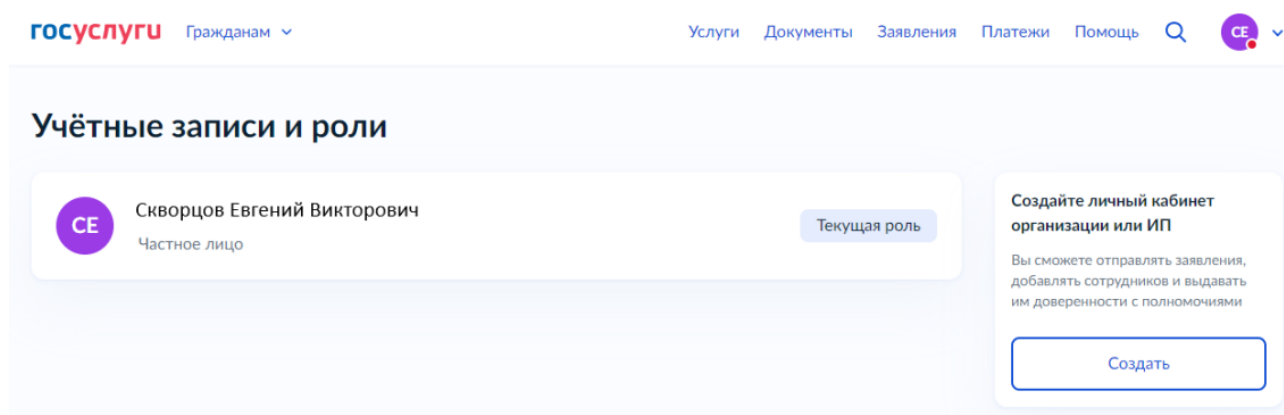 госуслуги Гражданам Услуги Документы Заявления Платежи Помощь СЕ
Учётные записи и роли
СЕ
Скворцов Евгений Викторович
Частное лицо
Текущая роль
Создайте личный кабинет
организации или ИП
Вы сможете отправлять заявления,
добавлять сотрудников и выдавать
им доверенности с полномочиями
Создать